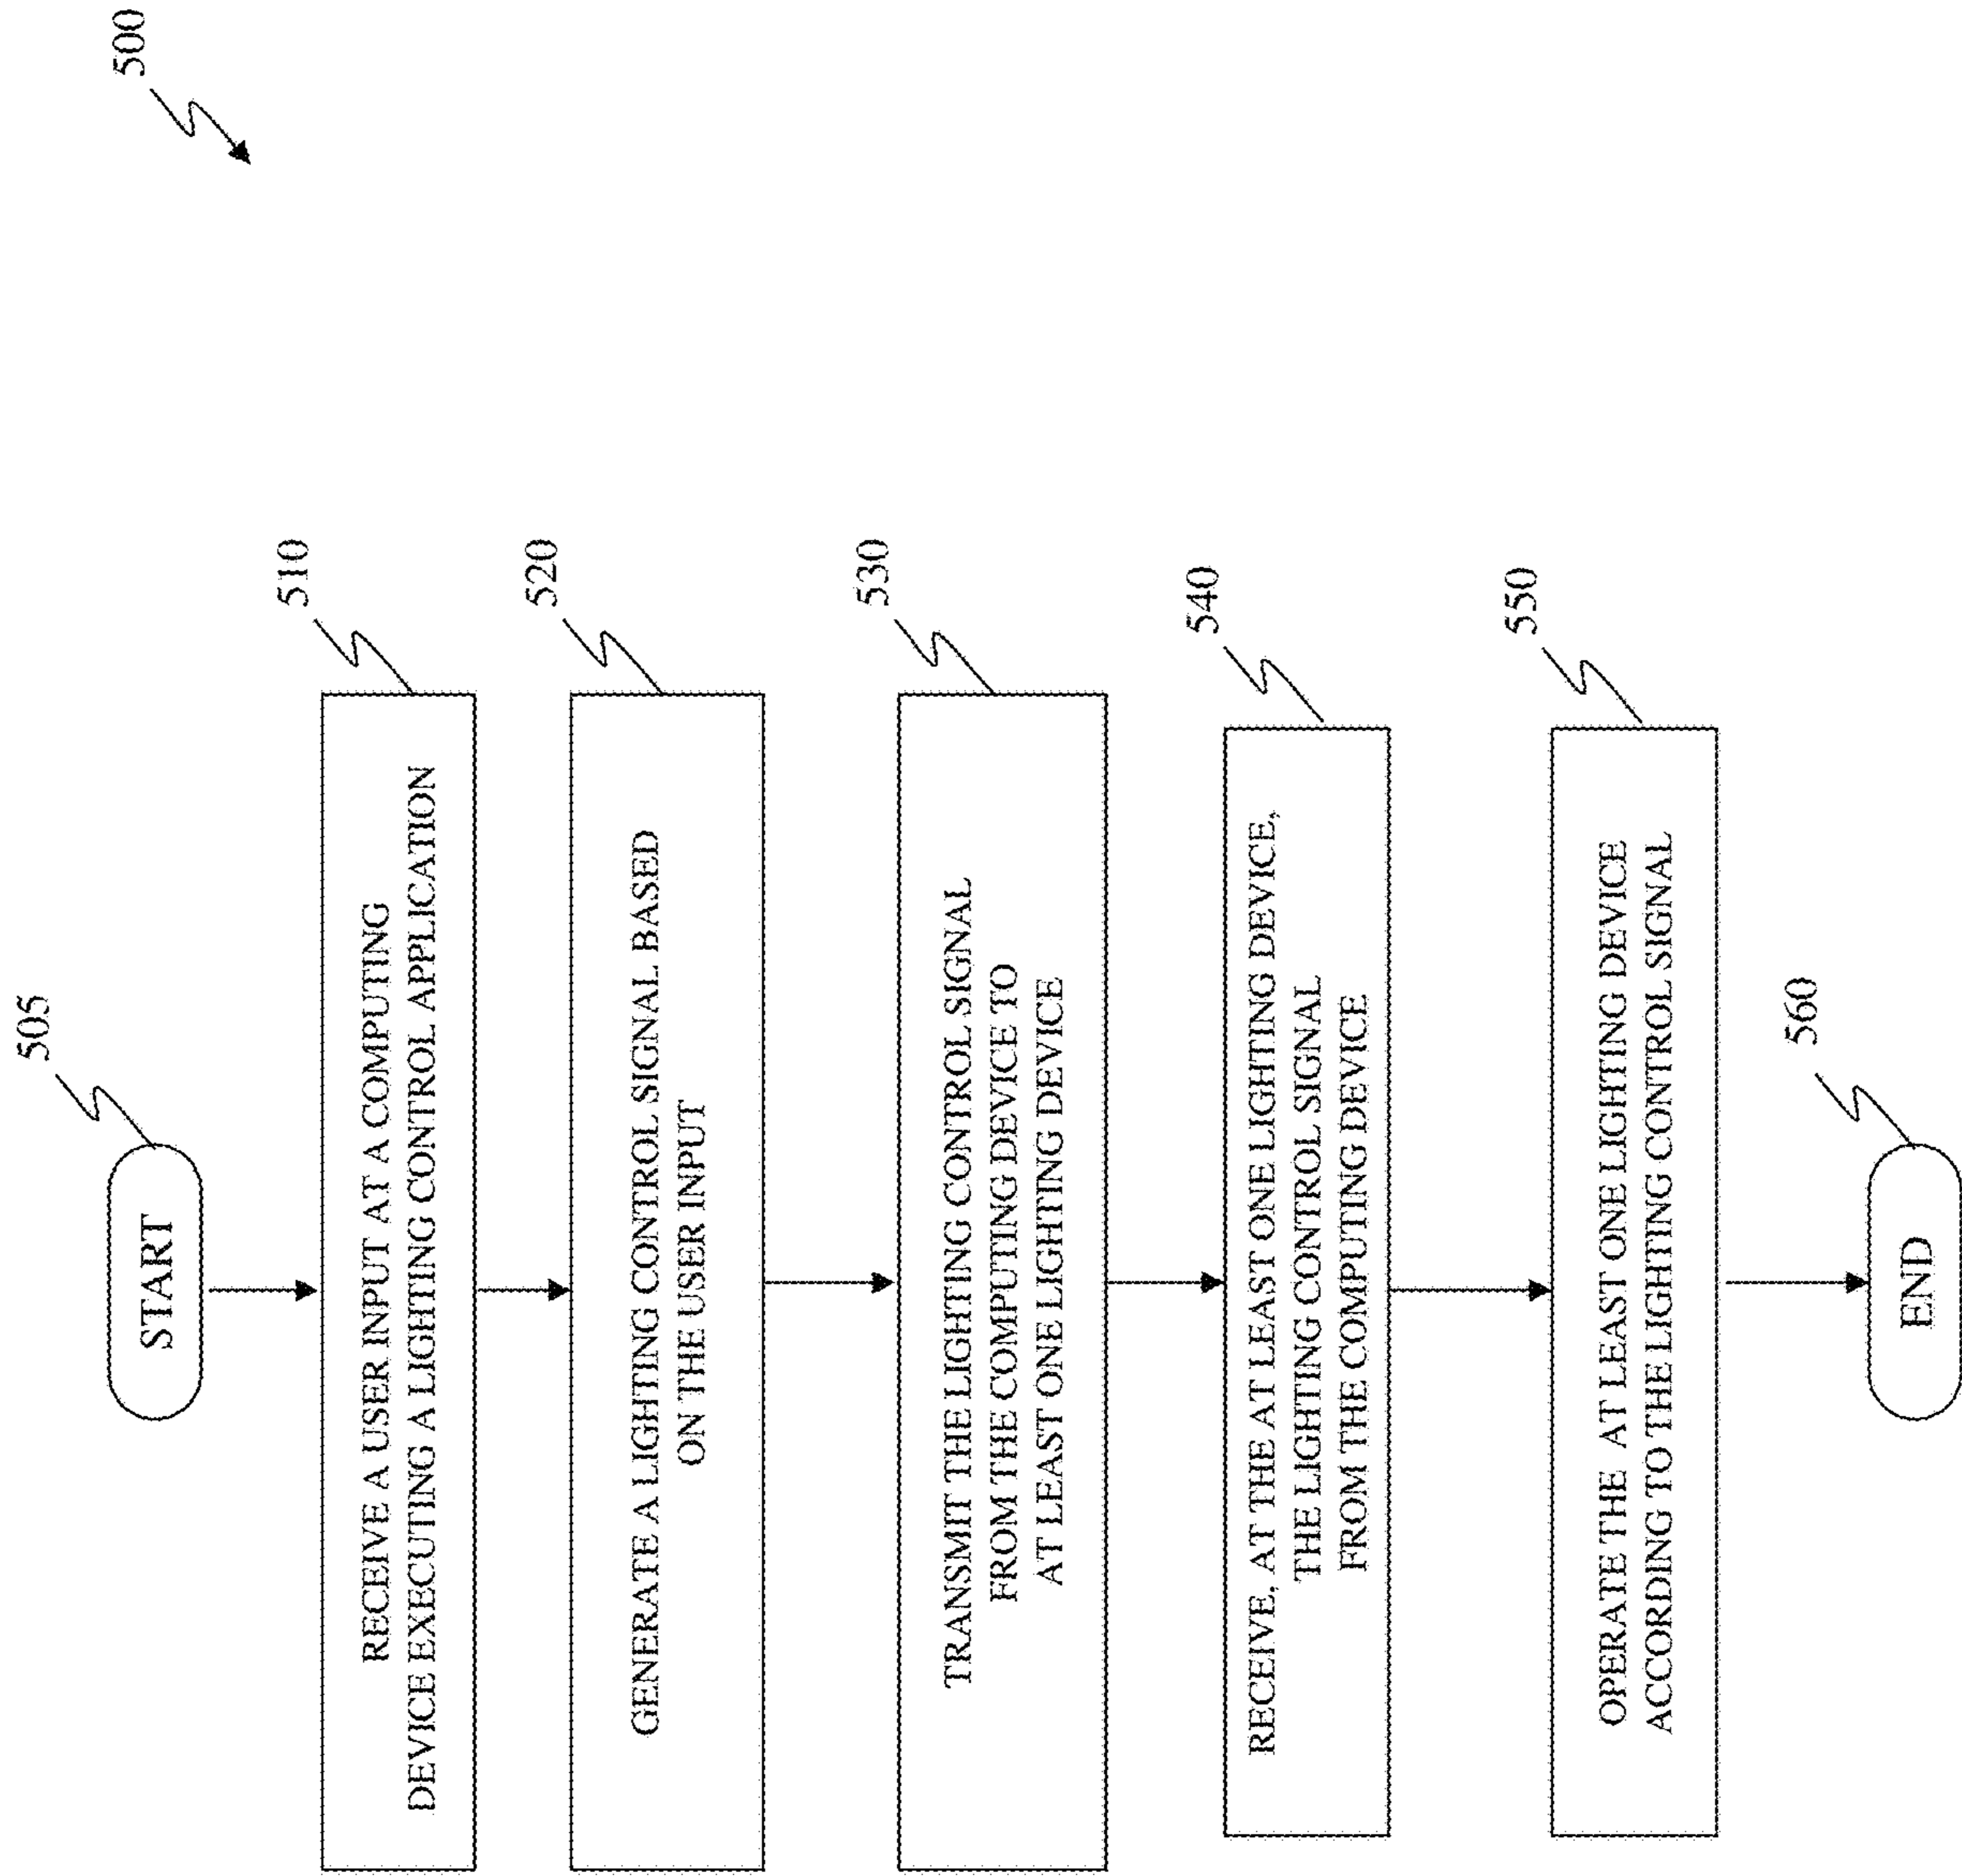 500
505
START
510
RECEIVE A USER INPUT AT A COMPUTING
DEVICE EXECUTING A LIGHTING CONTROL APPLICATION
520
GENERATE A LIGHTING CONTROL SIGNAL BASED
ON THE USER INPUT
530
TRANSMIT THE LIGHTING CONTROL SIGNAL
FROM THE COMPUTING DEVICE TO
AT LEAST ONE LIGHTING DEVICE
540
RECEIVE, AT THE AT LEAST ONE LIGHTING DEVICE,
THE LIGHTING CONTROL SIGNAL
FROM THE COMPUTING DEVICE
550
OPERATE THE AT LEAST ONE LIGHTING DEVICE
ACCORDING TO THE LIGHTING CONTROL SIGNAL
560
END